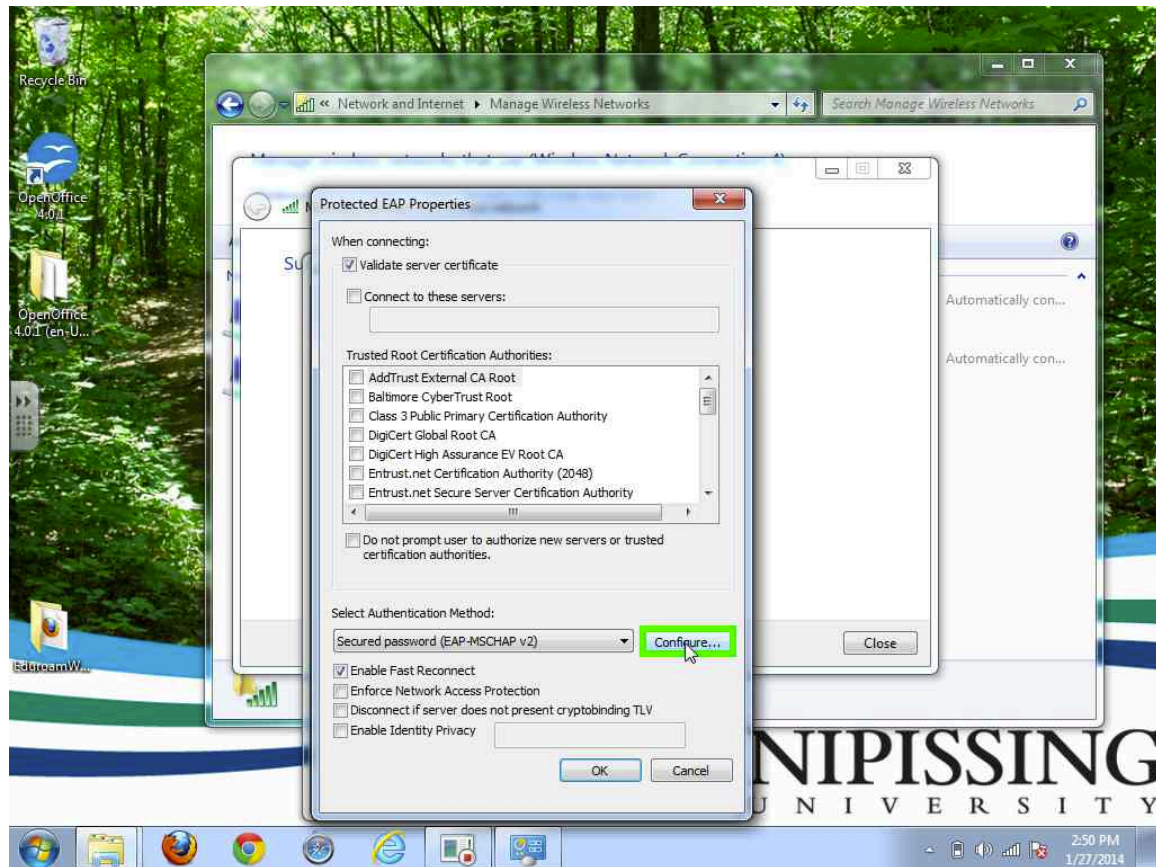 Recycle Bin
OpenOffice
4.0.1
OpenOffice
4.0.1 (en-U...
EduroamW...
« Network and Internet ▸ Manage Wireless Networks
Search Manage Wireless Networks
Automatically con...
Automatically con...
Protected EAP Properties
When connecting:
Validate server certificate
Connect to these servers:
Trusted Root Certification Authorities:
AddTrust External CA Root
Baltimore CyberTrust Root
Class 3 Public Primary Certification Authority
DigiCert Global Root CA
DigiCert High Assurance EV Root CA
Entrust.net Certification Authority (2048)
Entrust.net Secure Server Certification Authority
Do not prompt user to authorize new servers or trusted
certification authorities.
Select Authentication Method:
Secured password (EAP-MSCHAP v2)
Configure...
Enable Fast Reconnect
Enforce Network Access Protection
Disconnect if server does not present cryptobinding TLV
Enable Identity Privacy
OK
Cancel
Close
NIPISSING
UNIVERSITY
2:50 PM
1/27/2014